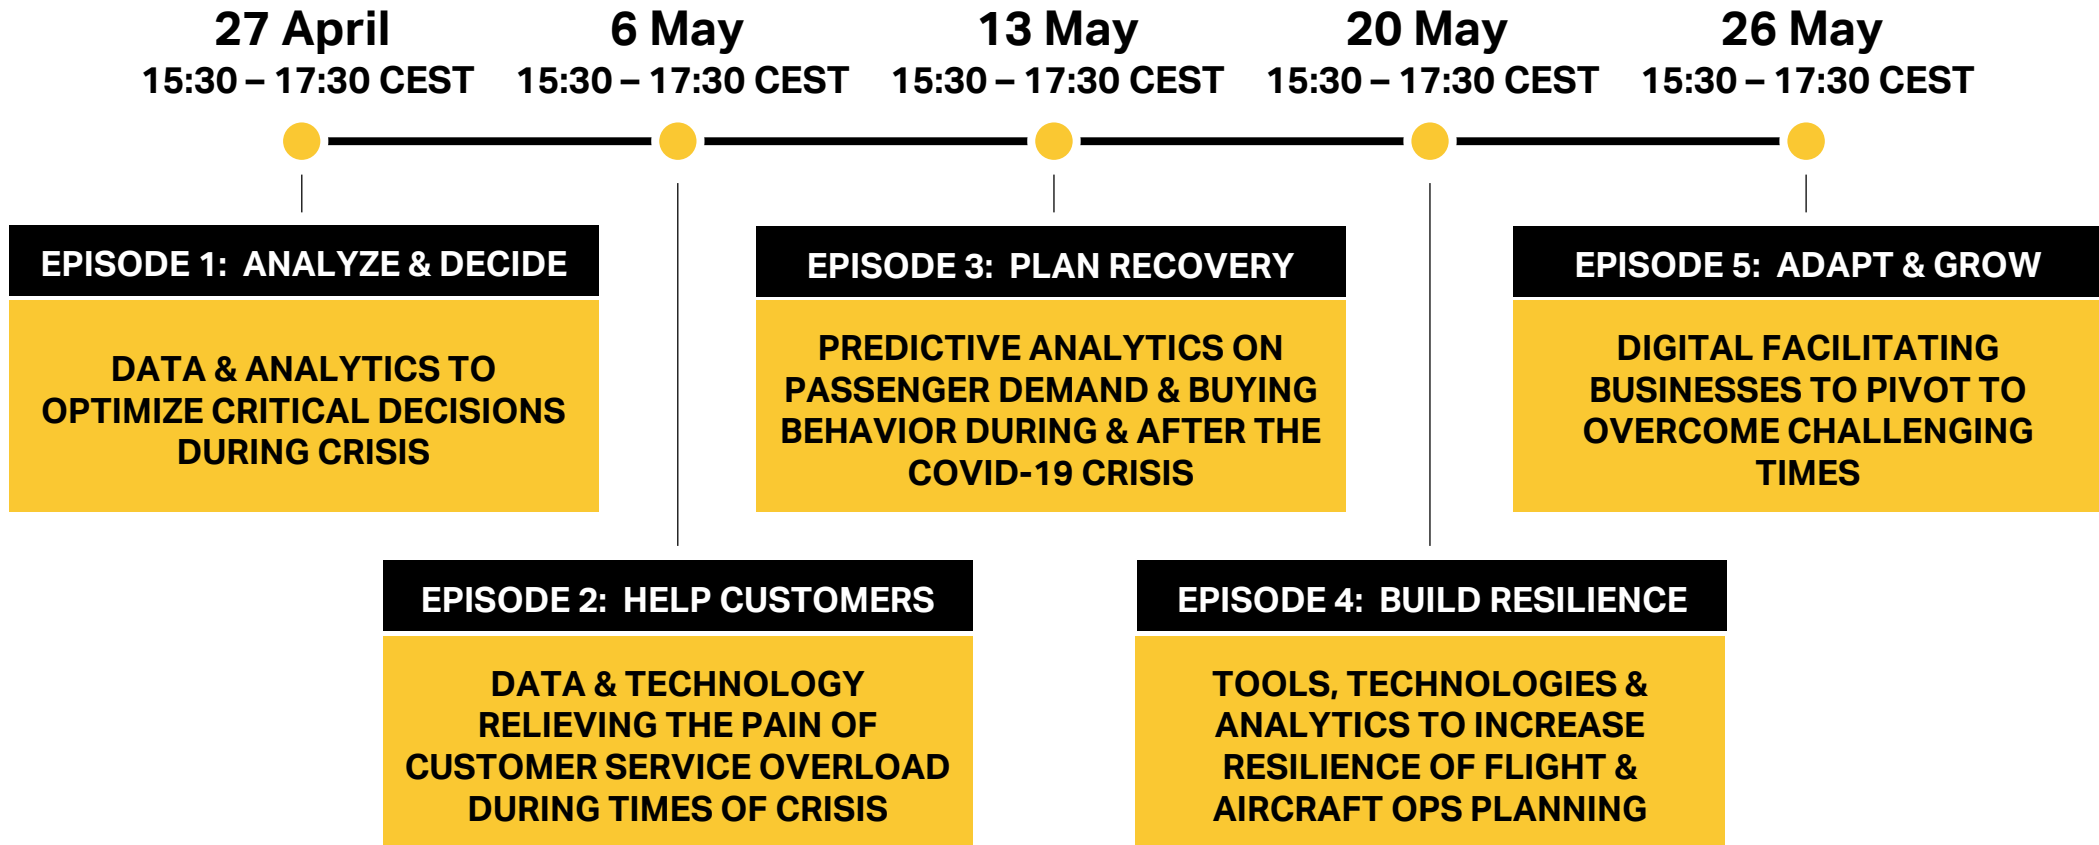 27 April
15:30 – 17:30 CEST
6 May
15:30 – 17:30 CEST
13 May
15:30 – 17:30 CEST
20 May
15:30 – 17:30 CEST
26 May
15:30 – 17:30 CEST
EPISODE 1: ANALYZE & DECIDE
DATA & ANALYTICS TO
OPTIMIZE CRITICAL DECISIONS
DURING CRISIS
EPISODE 2: HELP CUSTOMERS
DATA & TECHNOLOGY
RELIEVING THE PAIN OF
CUSTOMER SERVICE OVERLOAD
DURING TIMES OF CRISIS
EPISODE 3: PLAN RECOVERY
PREDICTIVE ANALYTICS ON
PASSENGER DEMAND & BUYING
BEHAVIOR DURING & AFTER THE
COVID-19 CRISIS
EPISODE 4: BUILD RESILIENCE
TOOLS, TECHNOLOGIES &
ANALYTICS TO INCREASE
RESILIENCE OF FLIGHT &
AIRCRAFT OPS PLANNING
EPISODE 5: ADAPT & GROW
DIGITAL FACILITATING
BUSINESSES TO PIVOT TO
OVERCOME CHALLENGING
TIMES